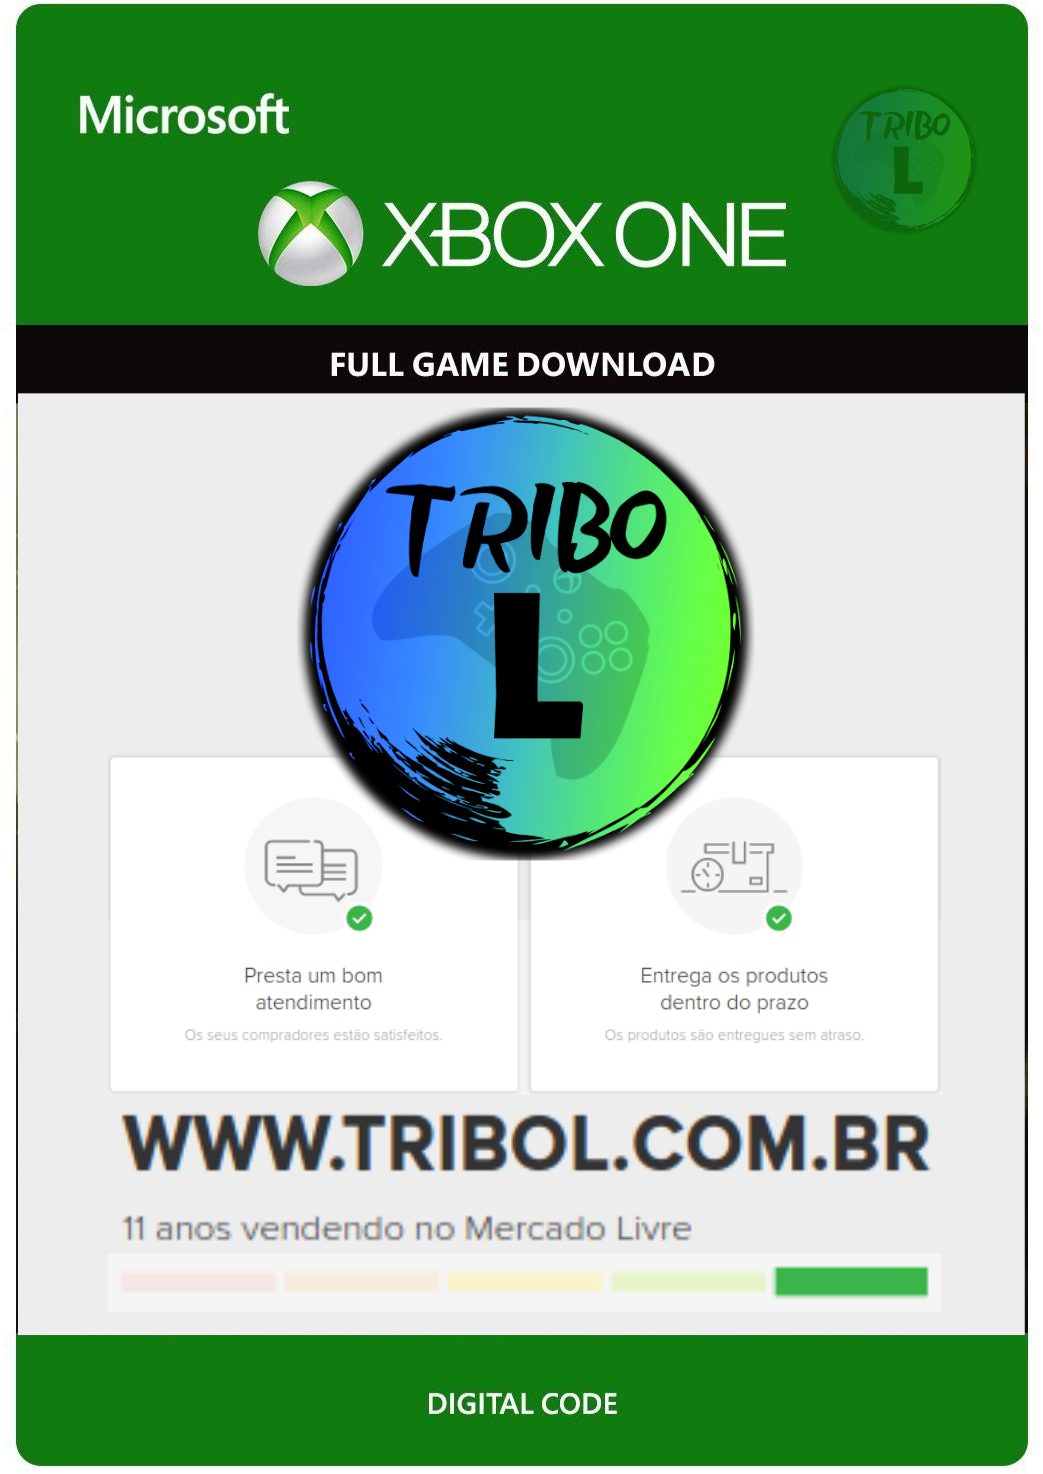 Microsoft
TRIBO
L
XBOX ONE
FULL GAME DOWNLOAD
TRIBO
L
Presta um bom
atendimento
Os seus compradores estão satisfeitos.
Entrega os produtos
dentro do prazo
Os produtos são entregues sem atraso.
WWW.TRIBOL.COM.BR
11 anos vendendo no Mercado Livre
DIGITAL CODE